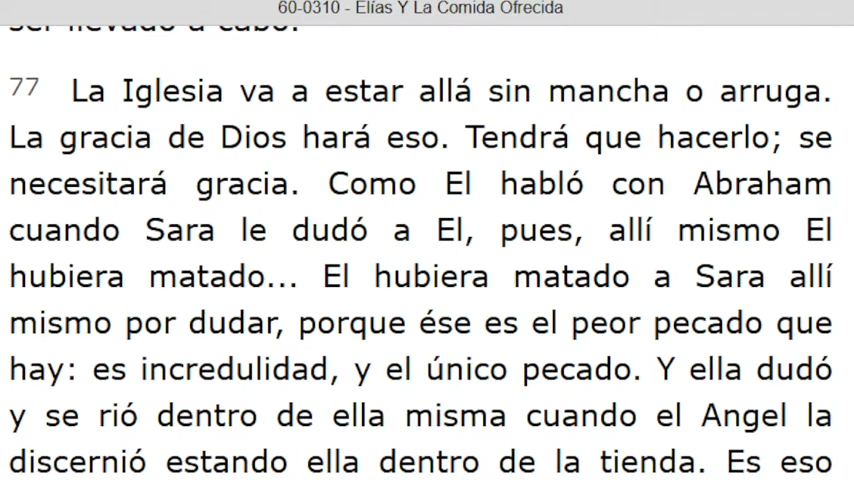 60-0310 - Elías Y La Comida Ofrecida
ser llevado a cabo.
77 La Iglesia va a estar allá sin mancha o arruga.
La gracia de Dios hará eso. Tendrá que hacerlo; se
necesitará gracia. Como El habló con Abraham
cuando Sara le dudó a El, pues, allí mismo El
hubiera matado... El hubiera matado a Sara allí
mismo por dudar, porque ése es el peor pecado que
hay: es incredulidad, y el único pecado. Y ella dudó
y se rió dentro de ella misma cuando el Angel la
discernió estando ella dentro de la tienda. Es eso